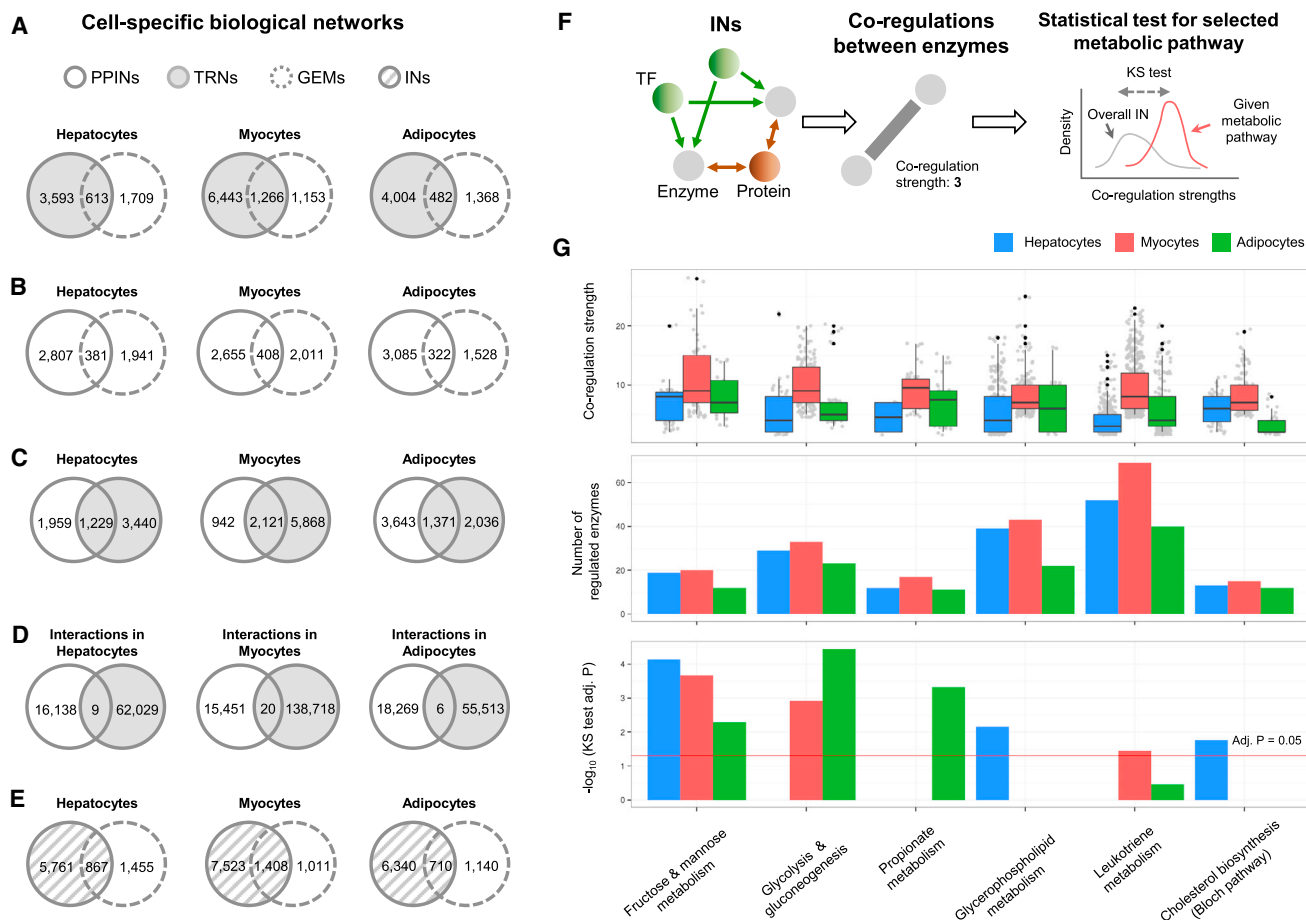 A
Cell-specific biological networks
PPINs
TRNs
GEMs
INs
Hepatocytes
Myocytes
Adipocytes
3,593 613 1,709
6,443 1,266 1,153
4,004 482 1,368
B
Hepatocytes
Myocytes
Adipocytes
2,807 381 1,941
2,655 408 2,011
3,085 322 1,528
C
Hepatocytes
Myocytes
Adipocytes
1,959 1,229 3,440
942 2,121 5,868
3,643 1,371 2,036
D
Interactions in
Hepatocytes
Interactions in
Myocytes
Interactions in
Adipocytes
16,138 9 62,029
15,451 20 138,718
18,269 6 55,513
E
Hepatocytes
Myocytes
Adipocytes
5,761 867 1,455
7,523 1,408 1,011
6,340 710 1,140
F
INs
TF
Enzyme
Protein
Co-regulations
between enzymes
Co-regulation
strength: 3
Statistical test for selected
metabolic pathway
KS test
Overall IN
Given
metabolic
pathway
Density
Co-regulation strengths
G
Hepatocytes
Myocytes
Adipocytes
Co-regulation strength
20
10
Number of
regulated enzymes
60
40
20
0
-log10 (KS test adj. P)
4
3
2
1
0
Adj. P = 0.05
Fructose & mannose
metabolism
Glycolysis &
gluconeogenesis
Propionate
metabolism
Glycerophospholipid
metabolism
Leukotriene
metabolism
Cholesterol biosynthesis
(Bloch pathway)